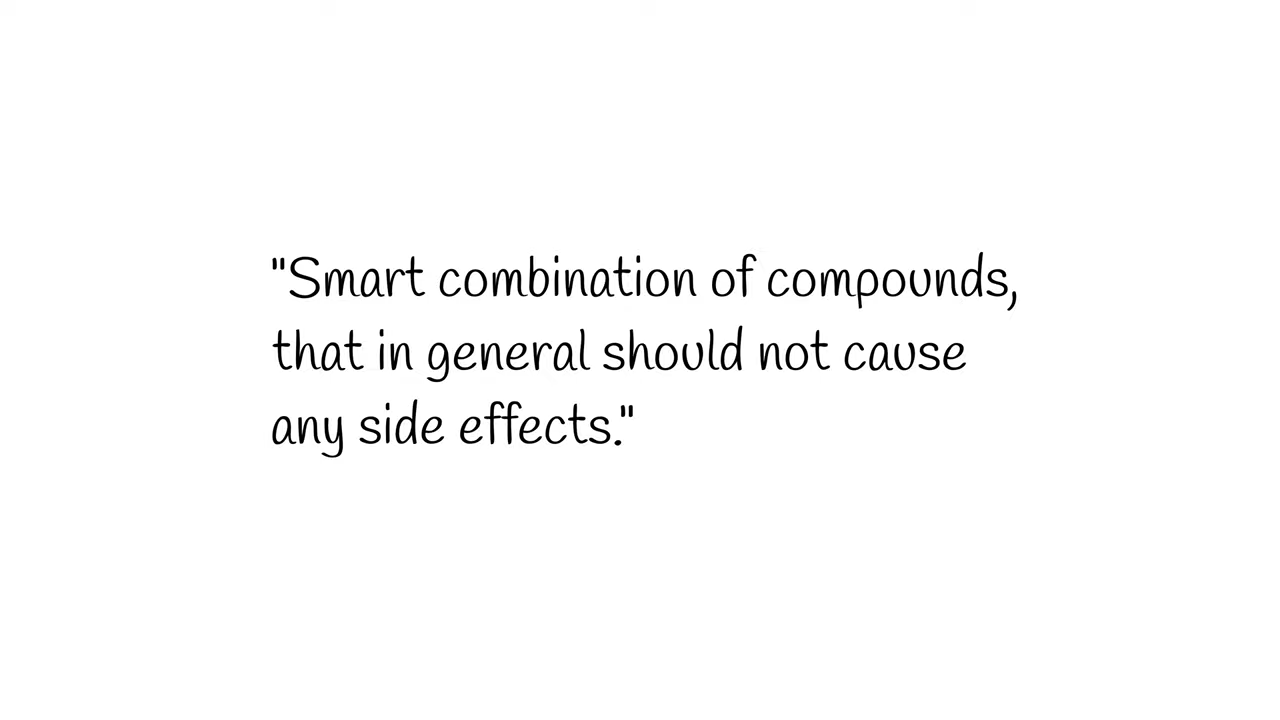 "Smart combination of compounds,
that in general should not cause
any side effects."